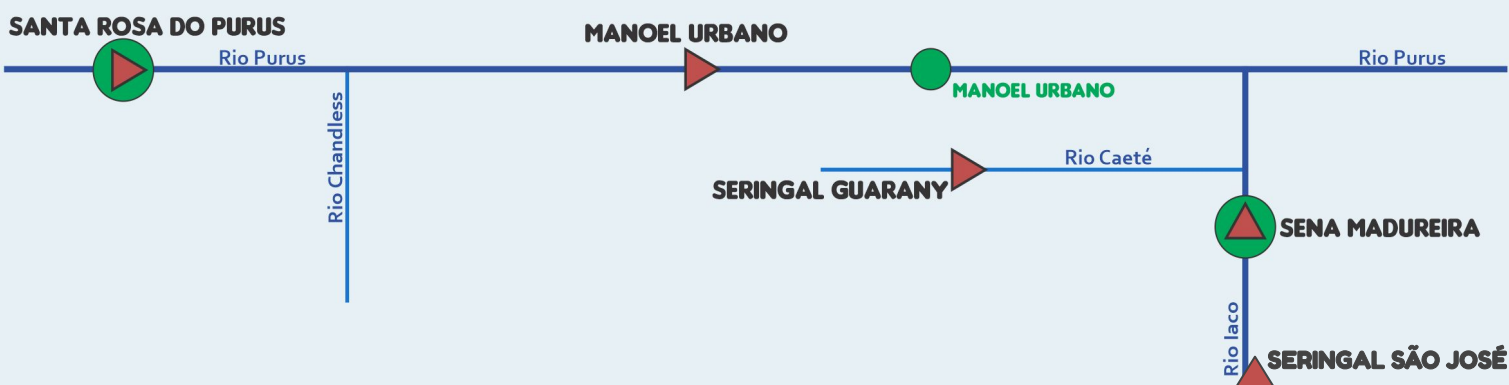 SANTA ROSA DO PURUS
MANOEL URBANO
Rio Purus
Rio Purus
MANOEL URBANO
Rio Chandless
Rio Caeté
SERINGAL GUARANY
SENA MADUREIRA
Rio Iaco
SERINGAL SÃO JOSÉ